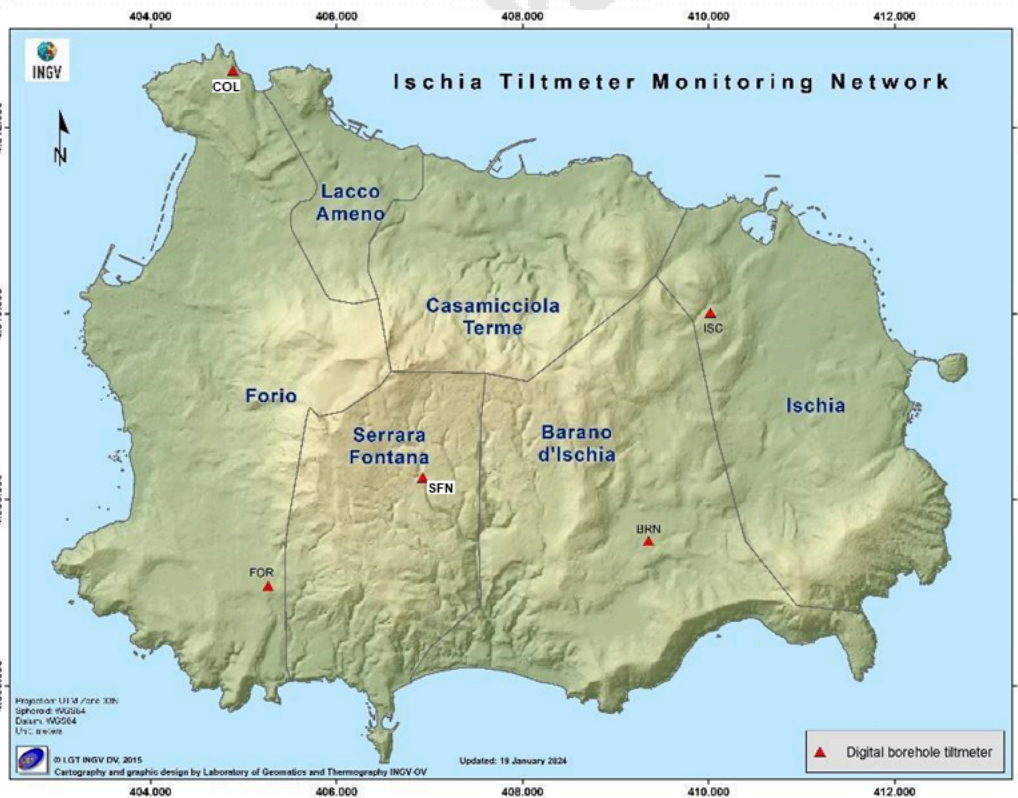 404.000 406.000 408.000 410.000 412.000
INGV
Ischia Tiltmeter Monitoring Network
COL
N
Lacco
Ameno
Casamicciola
Terme
ISC
Forio
Ischia
Serrara
Fontana
Barano
d'Ischia
SFN
BRN
FOR
Projection: UTM Zone 33N
Spheroid: WGS84
Datum: WGS84
Unit: meters
© LGT INGV OV, 2015
Updated: 19 January 2024
Cartography and graphic design by Laboratory of Geomatics and Thermography INGV OV
Digital borehole tiltmeter
404.000 406.000 408.000 410.000 412.000